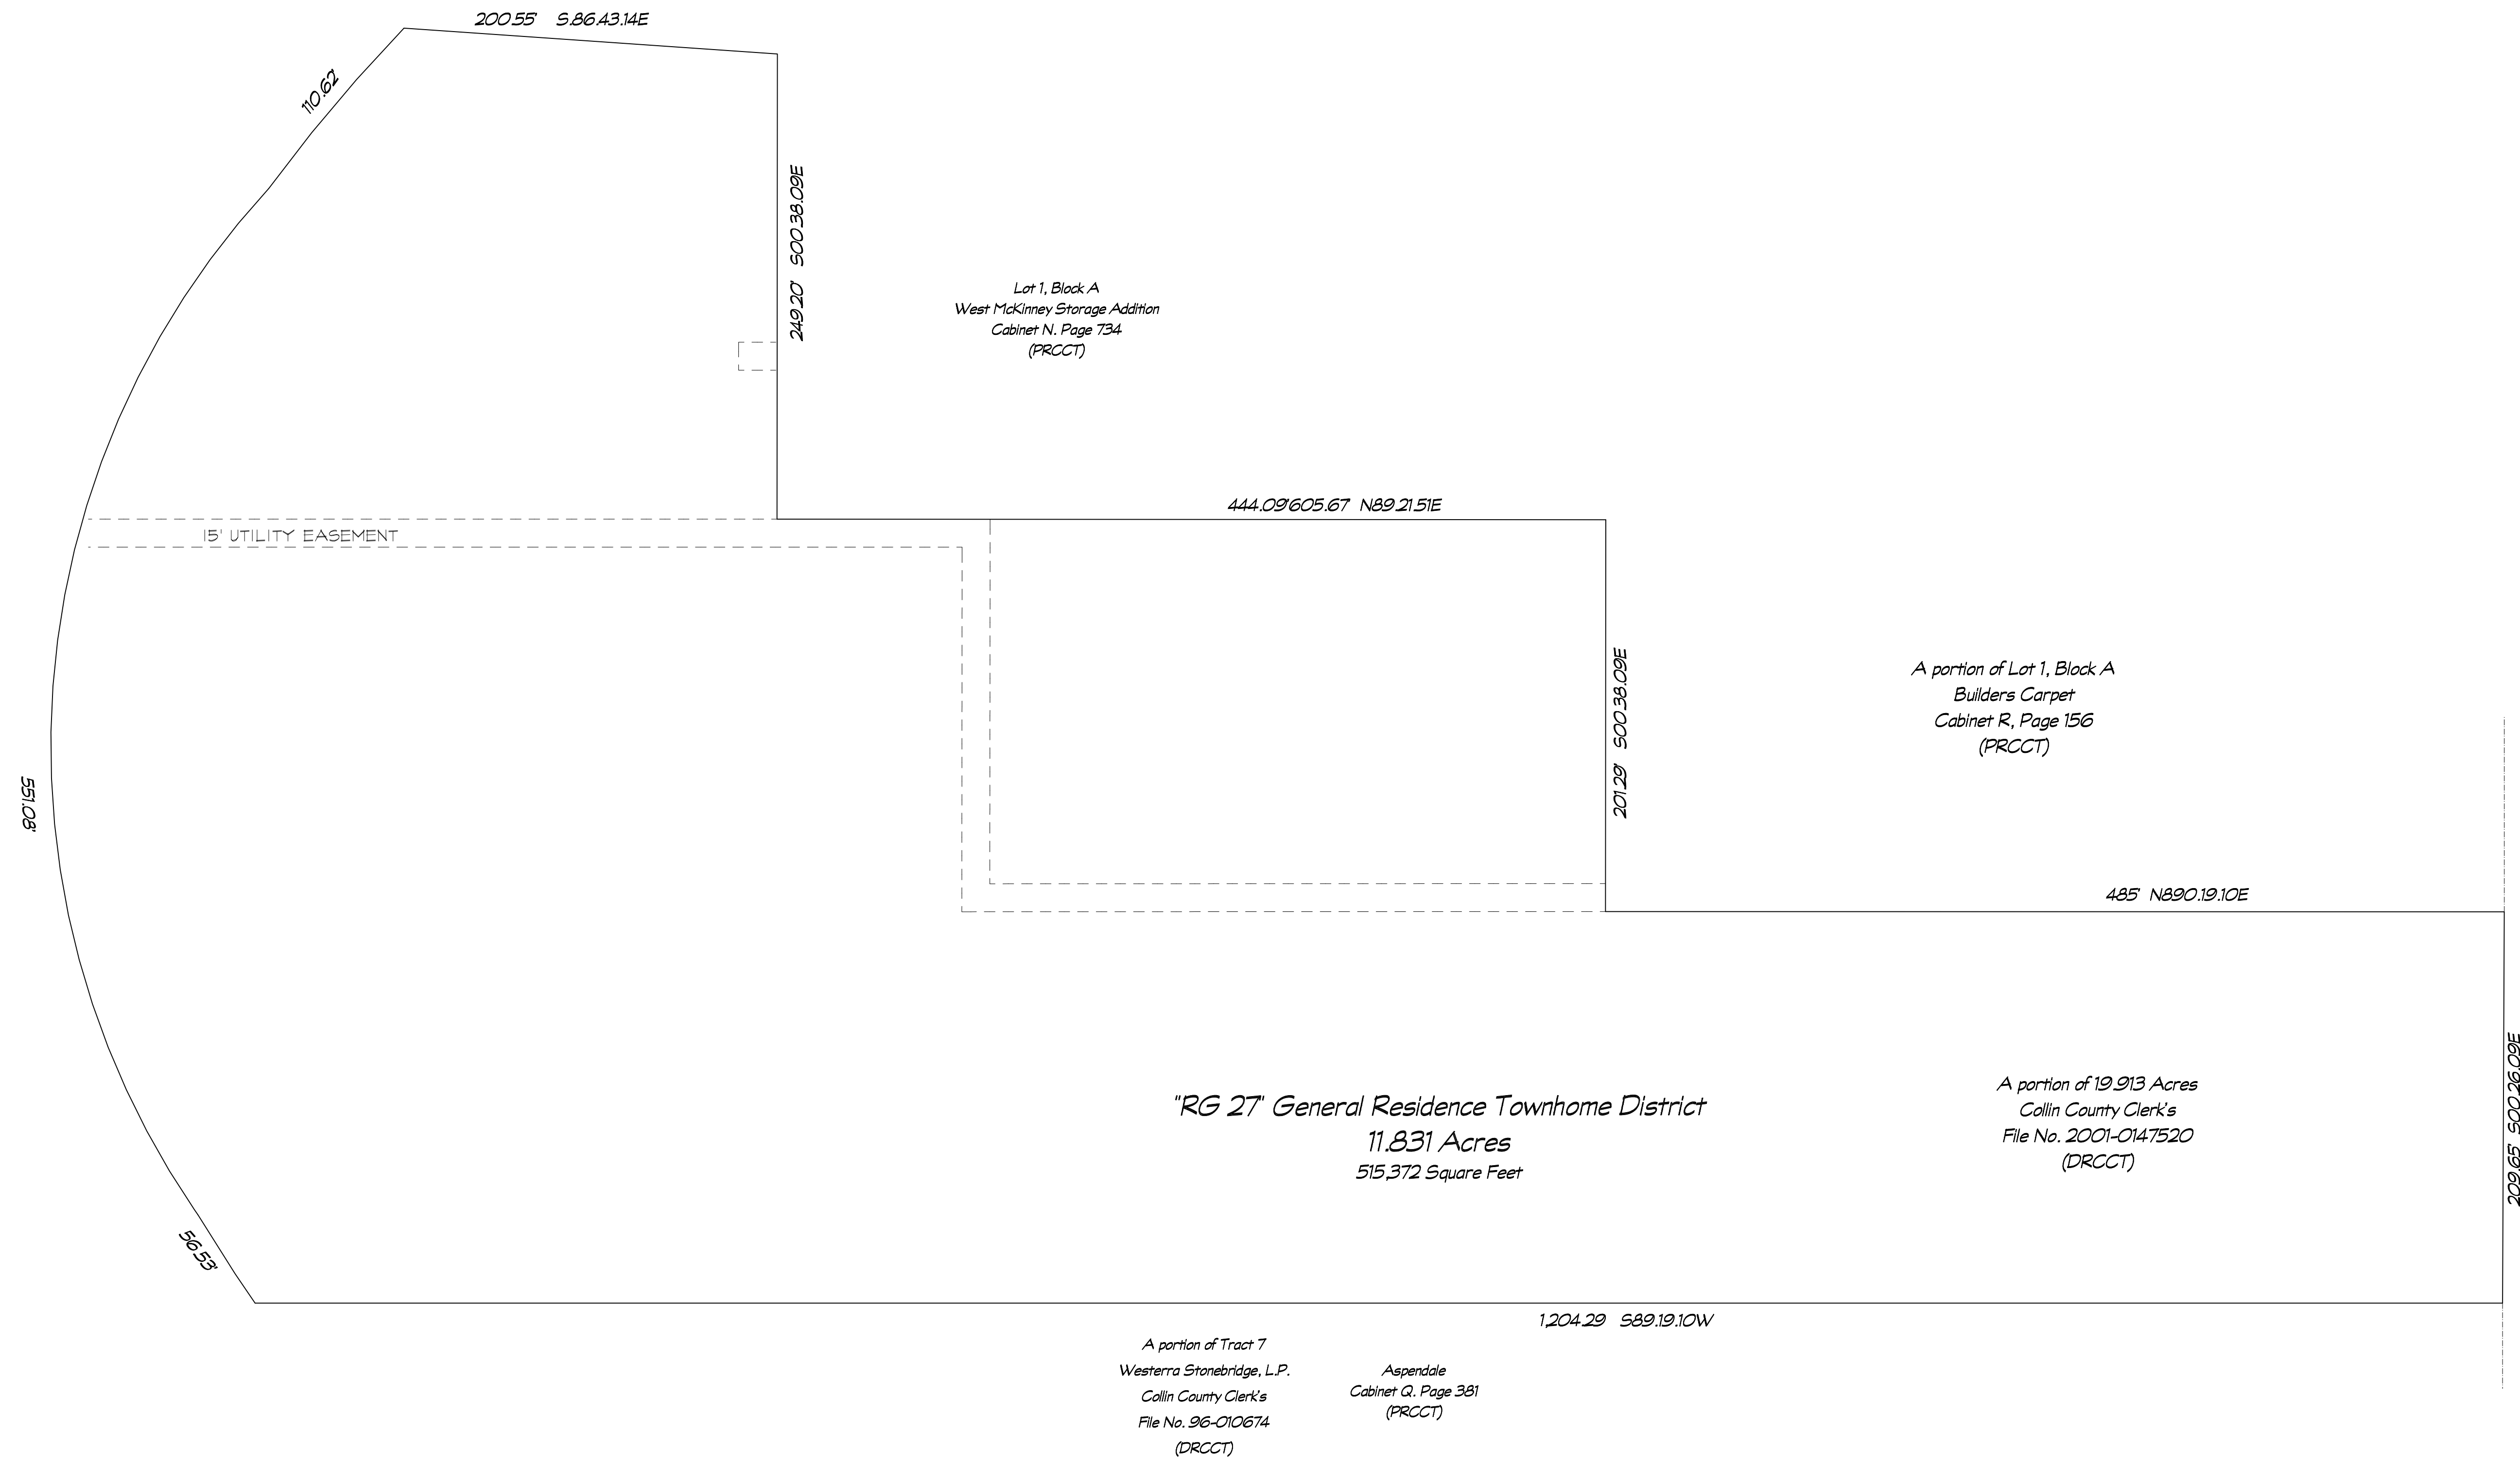 200.55' S.86.43.14E
110.62'
249.20' S00.38.09E
Lot 1, Block A
West McKinney Storage Addition
Cabinet N. Page 734
(PRCCT)
444.09'605.67' N89.21.51E
15' UTILITY EASEMENT
201.29' S00.38.09E
A portion of Lot 1, Block A
Builders Carpet
Cabinet R, Page 156
(PRCCT)
551.08'
485' N890.19.10E
"RG 27" General Residence Townhome District
11.831 Acres
515,372 Square Feet
A portion of 19.913 Acres
Collin County Clerk's
File No. 2001-0147520
(DRCCT)
209.65' S00.26.09E
56.53'
1,204.29 S89.19.10W
A portion of Tract 7
Westerra Stonebridge, L.P.
Collin County Clerk's
File No. 96-010674
(DRCCT)
Aspendale
Cabinet Q. Page 381
(PRCCT)